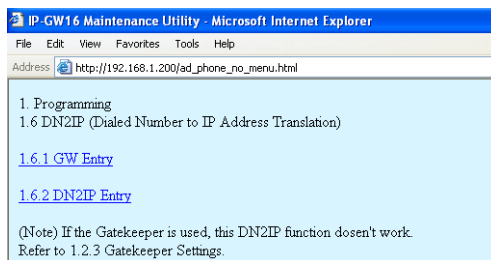 IP-GW16 Maintenance Utility - Microsoft Internet Explorer
File Edit View Favorites Tools Help
Address http://192.168.1.200/ad_phone_no_menu.html
1. Programming
1.6 DN2IP (Dialed Number to IP Address Translation)
1.6.1 GW Entry
1.6.2 DN2IP Entry
(Note) If the Gatekeeper is used, this DN2IP function dosen't work.
Refer to 1.2.3 Gatekeeper Settings.